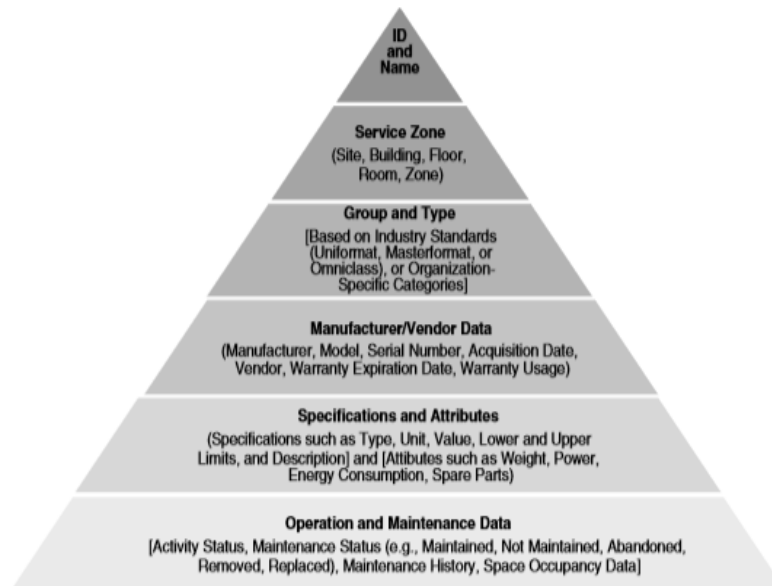 ID
and
Name
Service Zone
(Site, Building, Floor,
Room, Zone)
Group and Type
[Based on Industry Standards
(Uniformat, Masterformat, or
Omniclass), or Organization-
Specific Categories]
Manufacturer/Vendor Data
(Manufacturer, Model, Serial Number, Acquisition Date,
Vendor, Warranty Expiration Date, Warranty Usage)
Specifications and Attributes
(Specifications such as Type, Unit, Value, Lower and Upper
Limits, and Description] and [Attibutes such as Weight, Power,
Energy Consumption, Spare Parts)
Operation and Maintenance Data
[Activity Status, Maintenance Status (e.g., Maintained, Not Maintained, Abandoned,
Removed, Replaced), Maintenance History, Space Occupancy Data]